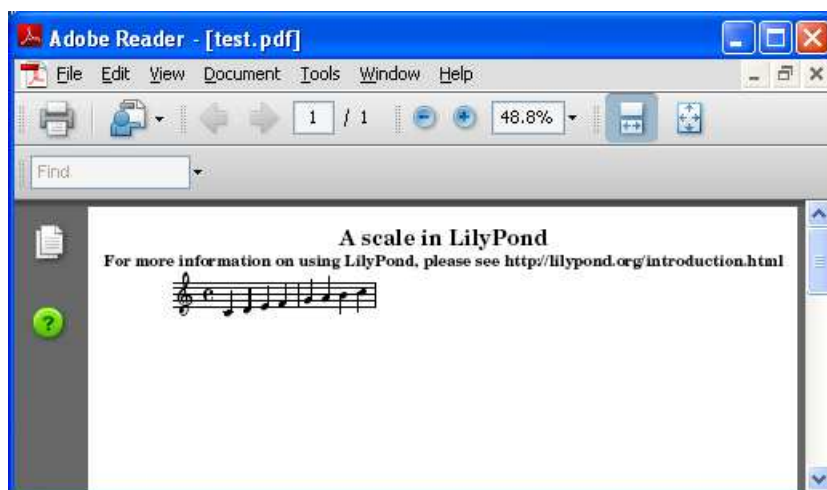 Adobe Reader - [test.pdf]
File Edit View Document Tools Window Help
1 / 1 48.8%
Find
A scale in LilyPond
For more information on using LilyPond, please see http://lilypond.org/introduction.html
?